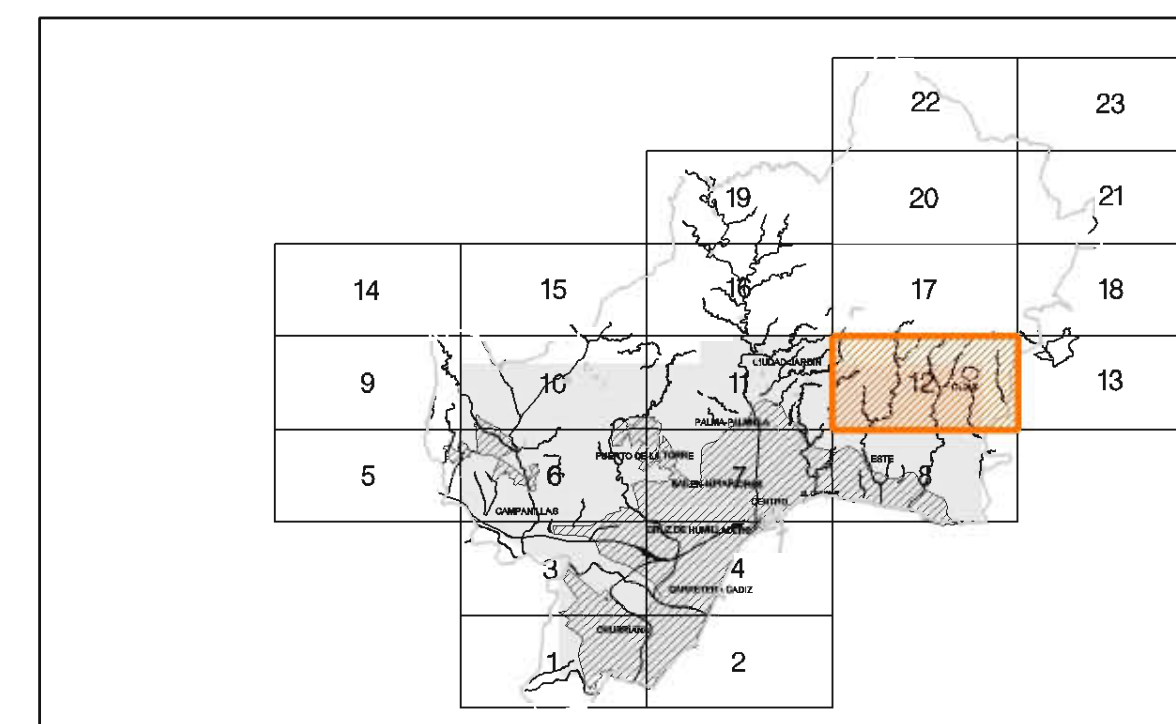 22 23
19 20 21
14 15 16 17 18
CIUDAD JARDIN
9 10 11 12 13
PALMA-PALMILLA
PUERTO DE LA TORRE ESTE
5 6 7 8
CENTRO
CAMPANILLAS
CRUZ DE HUMILLADERO
3 4
CARRETERA CADIZ
CHURRIANA
1 2